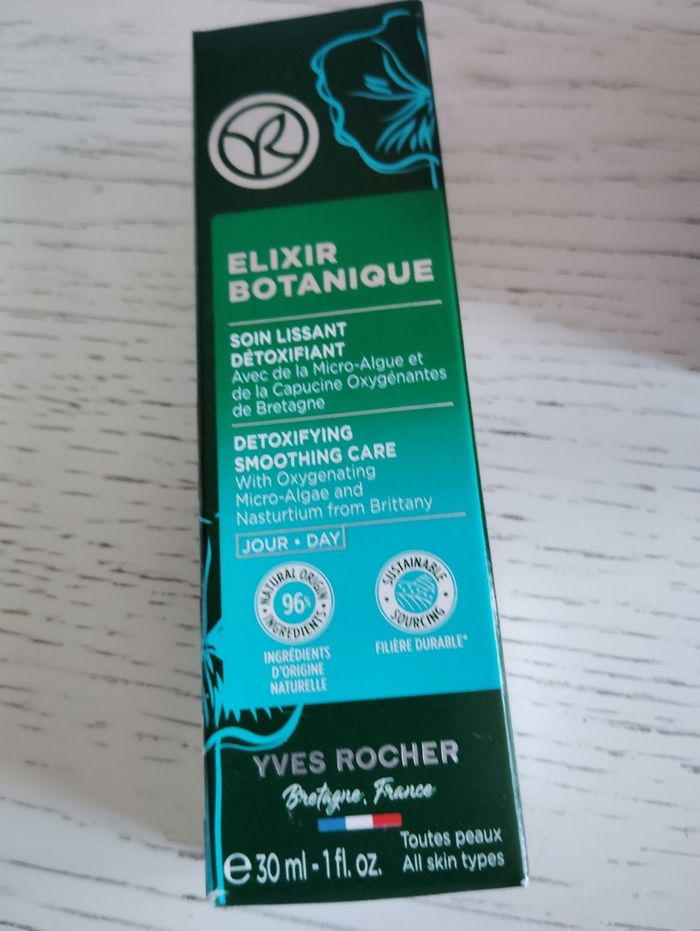 ELIXIR
BOTANIQUE
SOIN LISSANT
DÉTOXIFIANT
Avec de la Micro-Algue et
de la Capucine Oxygénantes
de Bretagne
DETOXIFYING
SMOOTHING CARE
With Oxygenating
Micro-Algae and
Nasturtium from Brittany
JOUR • DAY
NATURAL ORIGIN
96%
INGREDIENTS
INGRÉDIENTS
D'ORIGINE
NATURELLE
SUSTAINABLE
SOURCING
FILIÈRE DURABLE*
YVES ROCHER
Bretagne, France
Toutes peaux
All skin types
e 30 ml - 1 fl. oz.